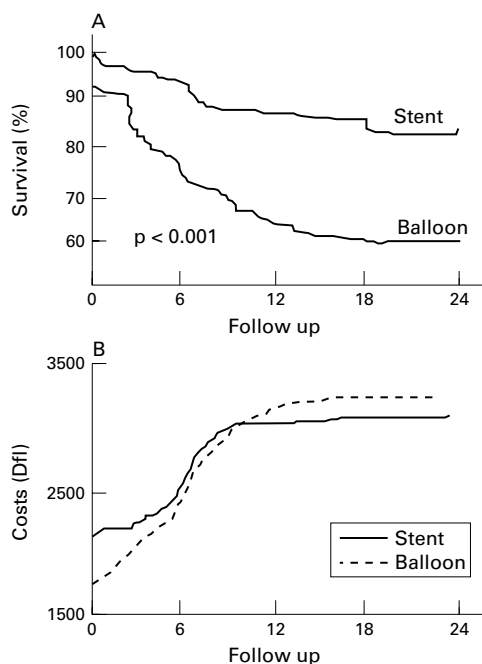 A
100
90
80
70
60
Survival (%)
Stent
Balloon
p < 0.001
0 6 12 18 24
Follow up
B
3500
2500
1500
Costs (Dfl)
Stent
Balloon
0 6 12 18 24
Follow up